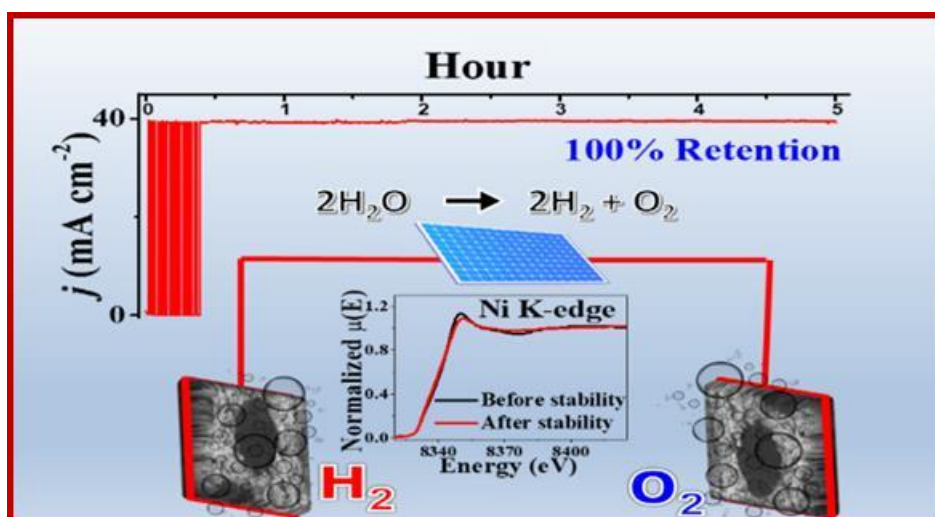 Hour
0 1 2 3 4 5
40
100% Retention
2H₂O → 2H₂ + O₂
j (mA cm⁻²)
0
1.2
Ni K-edge
0.8
Normalized μ(E)
0.4
Before stability
After stability
0.0
8340 8370 8400
Energy (eV)
H₂
O₂